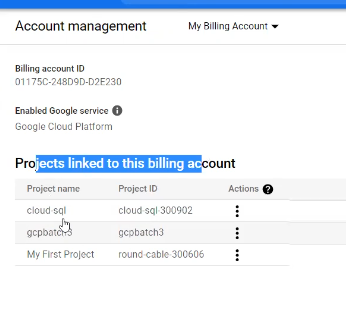 Account management
My Billing Account
Billing account ID
01175C-248D9D-D2E230
Enabled Google service
Google Cloud Platform
Projects linked to this billing account
Project name Project ID Actions
cloud-sql cloud-sql-300902
gcpbatch3 gcpbatch3
My First Project round-cable-300606